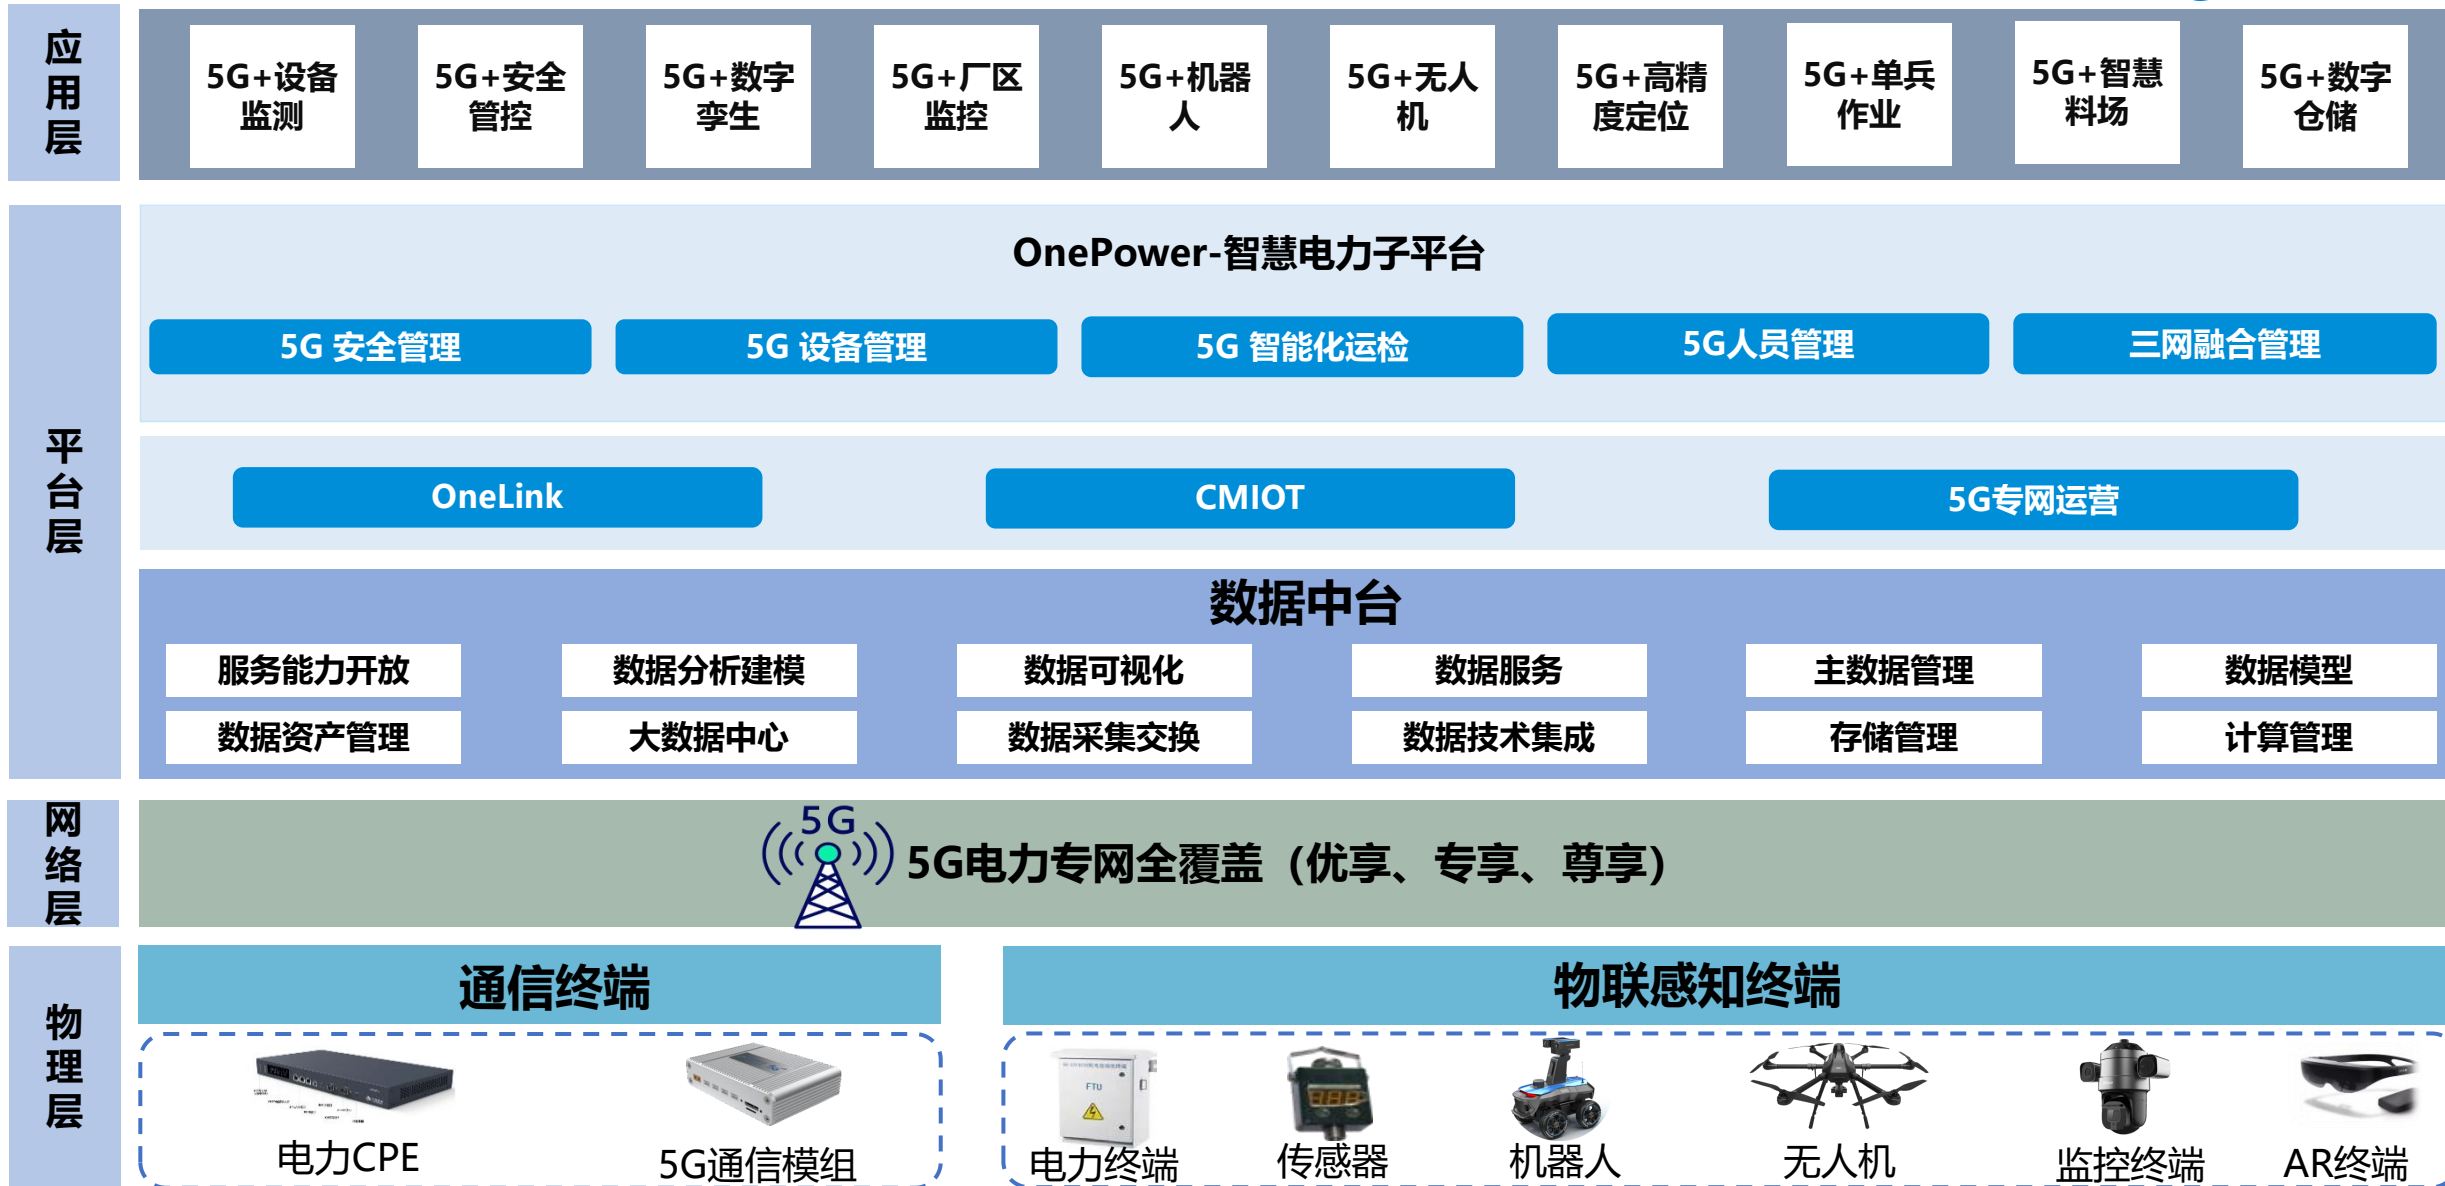 应用层
5G+设备
监测
5G+安全
管控
5G+数字
孪生
5G+厂区
监控
5G+机器
人
5G+无人
机
5G+高精
度定位
5G+单兵
作业
5G+智慧
料场
5G+数字
仓储
平台层
OnePower-智慧电力子平台
5G 安全管理
5G 设备管理
5G 智能化运检
5G人员管理
三网融合管理
OneLink
CMIOT
5G专网运营
数据中台
服务能力开放
数据分析建模
数据可视化
数据服务
主数据管理
数据模型
数据资产管理
大数据中心
数据采集交换
数据技术集成
存储管理
计算管理
网络层
5G
5G电力专网全覆盖（优享、专享、尊享）
物理层
通信终端
物联感知终端
FTU
电力CPE
5G通信模组
电力终端
传感器
机器人
无人机
监控终端
AR终端